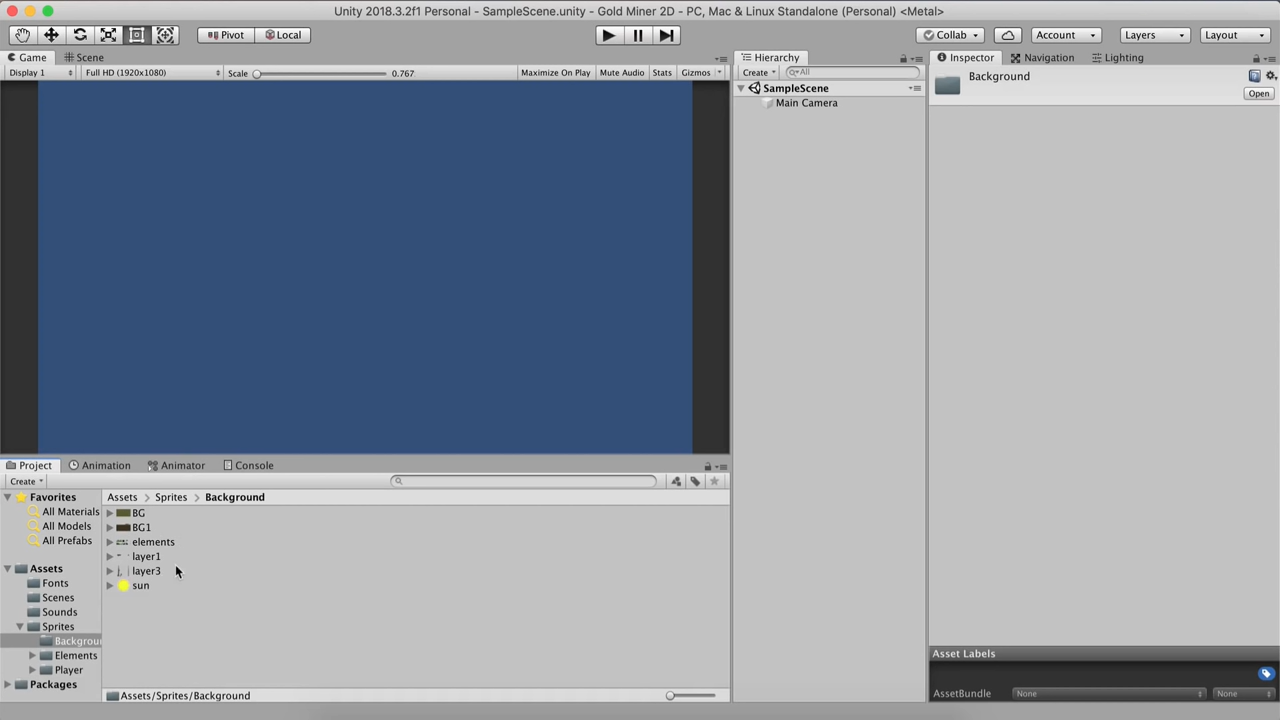 Unity 2018.3.2f1 Personal - SampleScene.unity - Gold Miner 2D - PC, Mac & Linux Standalone (Personal) <Metal>
Pivot Local Collab Account Layers Layout
Game Scene
Display 1 Full HD (1920x1080) Scale 0.767 Maximize On Play Mute Audio Stats Gizmos
Hierarchy
Create All
SampleScene
Main Camera
Inspector Navigation Lighting
Background
Open
Project Animation Animator Console
Create
Favorites
All Materials
All Models
All Prefabs
Assets
Fonts
Scenes
Sounds
Sprites
Backgrou
Elements
Player
Packages
Assets > Sprites > Background
BG
BG1
elements
layer1
layer3
sun
Assets/Sprites/Background
Asset Labels
AssetBundle None None